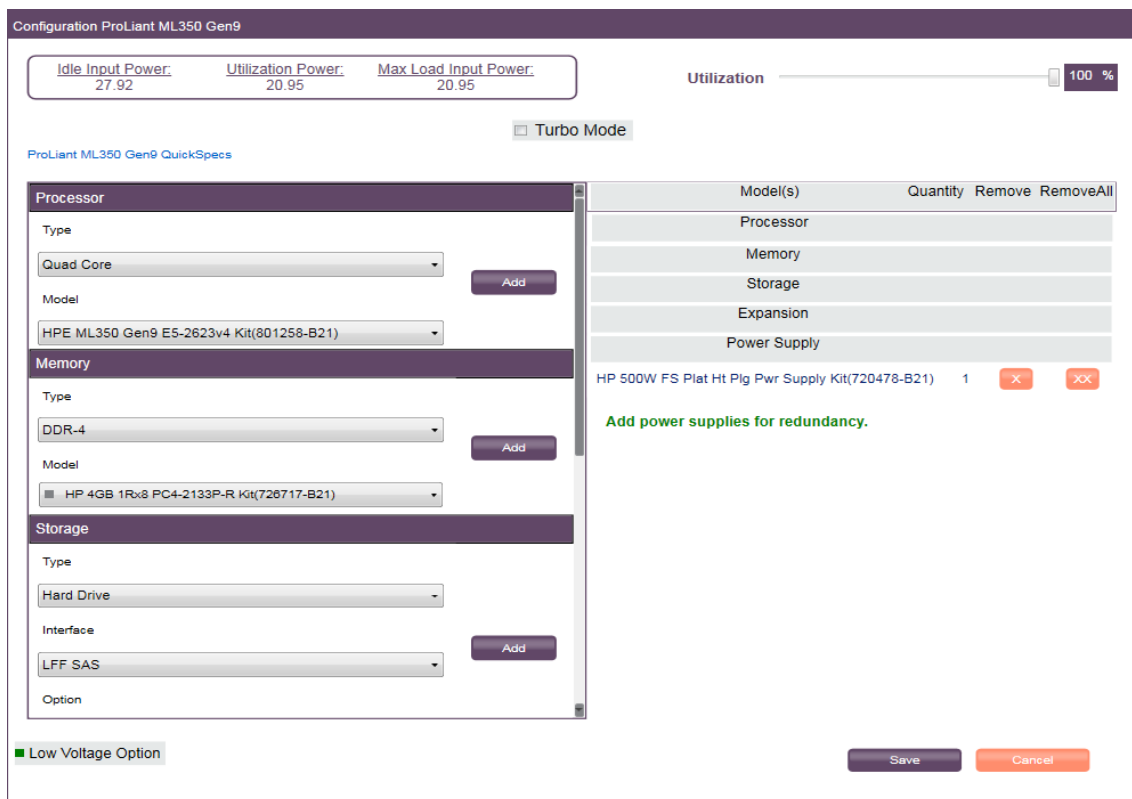 Configuration ProLiant ML350 Gen9
Idle Input Power: Utilization Power: Max Load Input Power:
27.92 20.95 20.95
Utilization 100 %
Turbo Mode
ProLiant ML350 Gen9 QuickSpecs
Processor
Type
Quad Core
Add
Model
HPE ML350 Gen9 E5-2623v4 Kit(801258-B21)
Memory
Type
DDR-4
Add
Model
HP 4GB 1Rx8 PC4-2133P-R Kit(726717-B21)
Storage
Type
Hard Drive
Interface
Add
LFF SAS
Option
Model(s) Quantity Remove RemoveAll
Processor
Memory
Storage
Expansion
Power Supply
HP 500W FS Plat Ht Plg Pwr Supply Kit(720478-B21) 1 X XX
Add power supplies for redundancy.
Low Voltage Option
Save Cancel